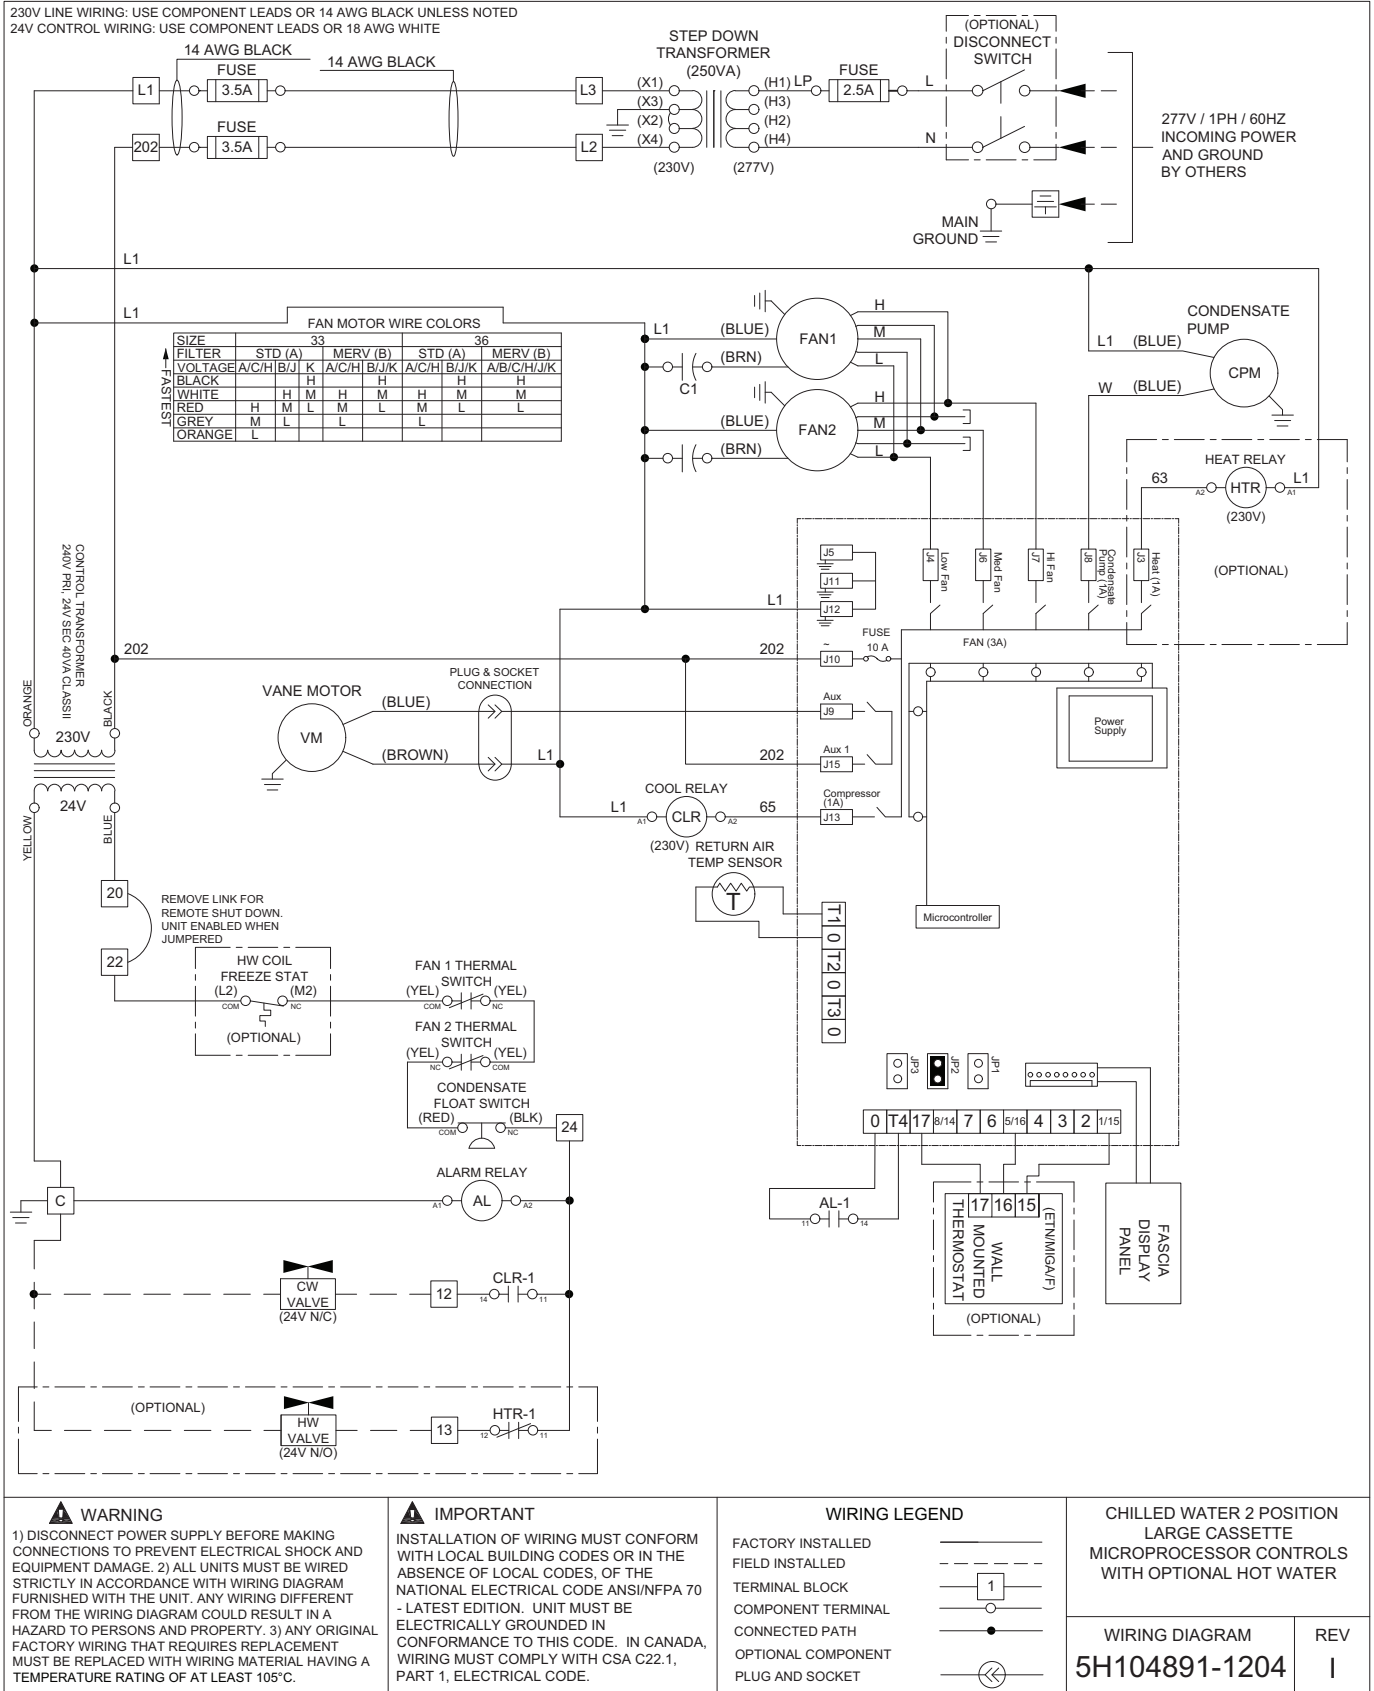 230V LINE WIRING: USE COMPONENT LEADS OR 14 AWG BLACK UNLESS NOTED
24V CONTROL WIRING: USE COMPONENT LEADS OR 18 AWG WHITE
14 AWG BLACK
14 AWG BLACK
L1
FUSE
3.5A
202
FUSE
3.5A
L3
L2
STEP DOWN
TRANSFORMER
(250VA)
(X1)
(X3)
(X2)
(X4)
(230V)
(H1)
(H3)
(H2)
(H4)
(277V)
LP
FUSE
2.5A
L
N
(OPTIONAL)
DISCONNECT
SWITCH
277V / 1PH / 60HZ
INCOMING POWER
AND GROUND
BY OTHERS
MAIN
GROUND
L1
L1
FAN MOTOR WIRE COLORS
SIZE 33 36
FILTER STD (A) MERV (B) STD (A) MERV (B)
VOLTAGE A/C/H B/J K A/C/H B/J/K A/C/H B/J/K A/B/C/H/J/K
BLACK H H H H
WHITE H M H M H M M
RED H M L M L M L L
GREY M L L L
ORANGE L
FASTEST
L1
(BLUE)
FAN1
(BRN)
C1
H
M
L
(BLUE)
FAN2
(BRN)
H
M
L
CONDENSATE
PUMP
L1
(BLUE)
CPM
W
(BLUE)
HEAT RELAY
63
A2
HTR
A1
L1
(230V)
(OPTIONAL)
J5
J11
L1
J12
J4
Low Fan
J6
Med Fan
J7
Hi Fan
J8
Condensate
Pump (1A)
J3
Heat (1A)
FAN (3A)
202
202
~
J10
FUSE
10 A
CONTROL TRANSFORMER
240V PRI, 24V SEC 40VA CLASSII
ORANGE
BLACK
230V
24V
YELLOW
BLUE
VANE MOTOR
VM
(BLUE)
(BROWN)
PLUG & SOCKET
CONNECTION
L1
Aux
J9
202
Aux 1
J15
Power
Supply
COOL RELAY
L1
A1
CLR
A2
65
(230V)
Compressor
(1A)
J13
RETURN AIR
TEMP SENSOR
T
T1
0
T2
0
T3
0
Microcontroller
20
REMOVE LINK FOR
REMOTE SHUT DOWN.
UNIT ENABLED WHEN
JUMPERED
22
HW COIL
FREEZE STAT
(L2)
(M2)
COM
NC
(OPTIONAL)
FAN 1 THERMAL
SWITCH
(YEL)
(YEL)
COM
NC
FAN 2 THERMAL
SWITCH
(YEL)
(YEL)
NC
COM
CONDENSATE
FLOAT SWITCH
(RED)
(BLK)
COM
NC
24
JP3
JP2
JP1
0 T4 17 8/14 7 6 5/16 4 3 2 1/15
C
ALARM RELAY
A1
AL
A2
AL-1
11
14
17 16 15
WALL
MOUNTED
THERMOSTAT
(ETN/MIGA/F)
(OPTIONAL)
FASCIA
DISPLAY
PANEL
CW
VALVE
(24V N/C)
12
CLR-1
14
11
(OPTIONAL)
HW
VALVE
(24V N/O)
13
HTR-1
12
11
WARNING
1) DISCONNECT POWER SUPPLY BEFORE MAKING
CONNECTIONS TO PREVENT ELECTRICAL SHOCK AND
EQUIPMENT DAMAGE. 2) ALL UNITS MUST BE WIRED
STRICTLY IN ACCORDANCE WITH WIRING DIAGRAM
FURNISHED WITH THE UNIT. ANY WIRING DIFFERENT
FROM THE WIRING DIAGRAM COULD RESULT IN A
HAZARD TO PERSONS AND PROPERTY. 3) ANY ORIGINAL
FACTORY WIRING THAT REQUIRES REPLACEMENT
MUST BE REPLACED WITH WIRING MATERIAL HAVING A
TEMPERATURE RATING OF AT LEAST 105°C.
IMPORTANT
INSTALLATION OF WIRING MUST CONFORM
WITH LOCAL BUILDING CODES OR IN THE
ABSENCE OF LOCAL CODES, OF THE
NATIONAL ELECTRICAL CODE ANSI/NFPA 70
- LATEST EDITION. UNIT MUST BE
ELECTRICALLY GROUNDED IN
CONFORMANCE TO THIS CODE. IN CANADA,
WIRING MUST COMPLY WITH CSA C22.1,
PART 1, ELECTRICAL CODE.
WIRING LEGEND
FACTORY INSTALLED
FIELD INSTALLED
TERMINAL BLOCK
1
COMPONENT TERMINAL
CONNECTED PATH
OPTIONAL COMPONENT
PLUG AND SOCKET
CHILLED WATER 2 POSITION
LARGE CASSETTE
MICROPROCESSOR CONTROLS
WITH OPTIONAL HOT WATER
WIRING DIAGRAM
5H104891-1204
REV
I